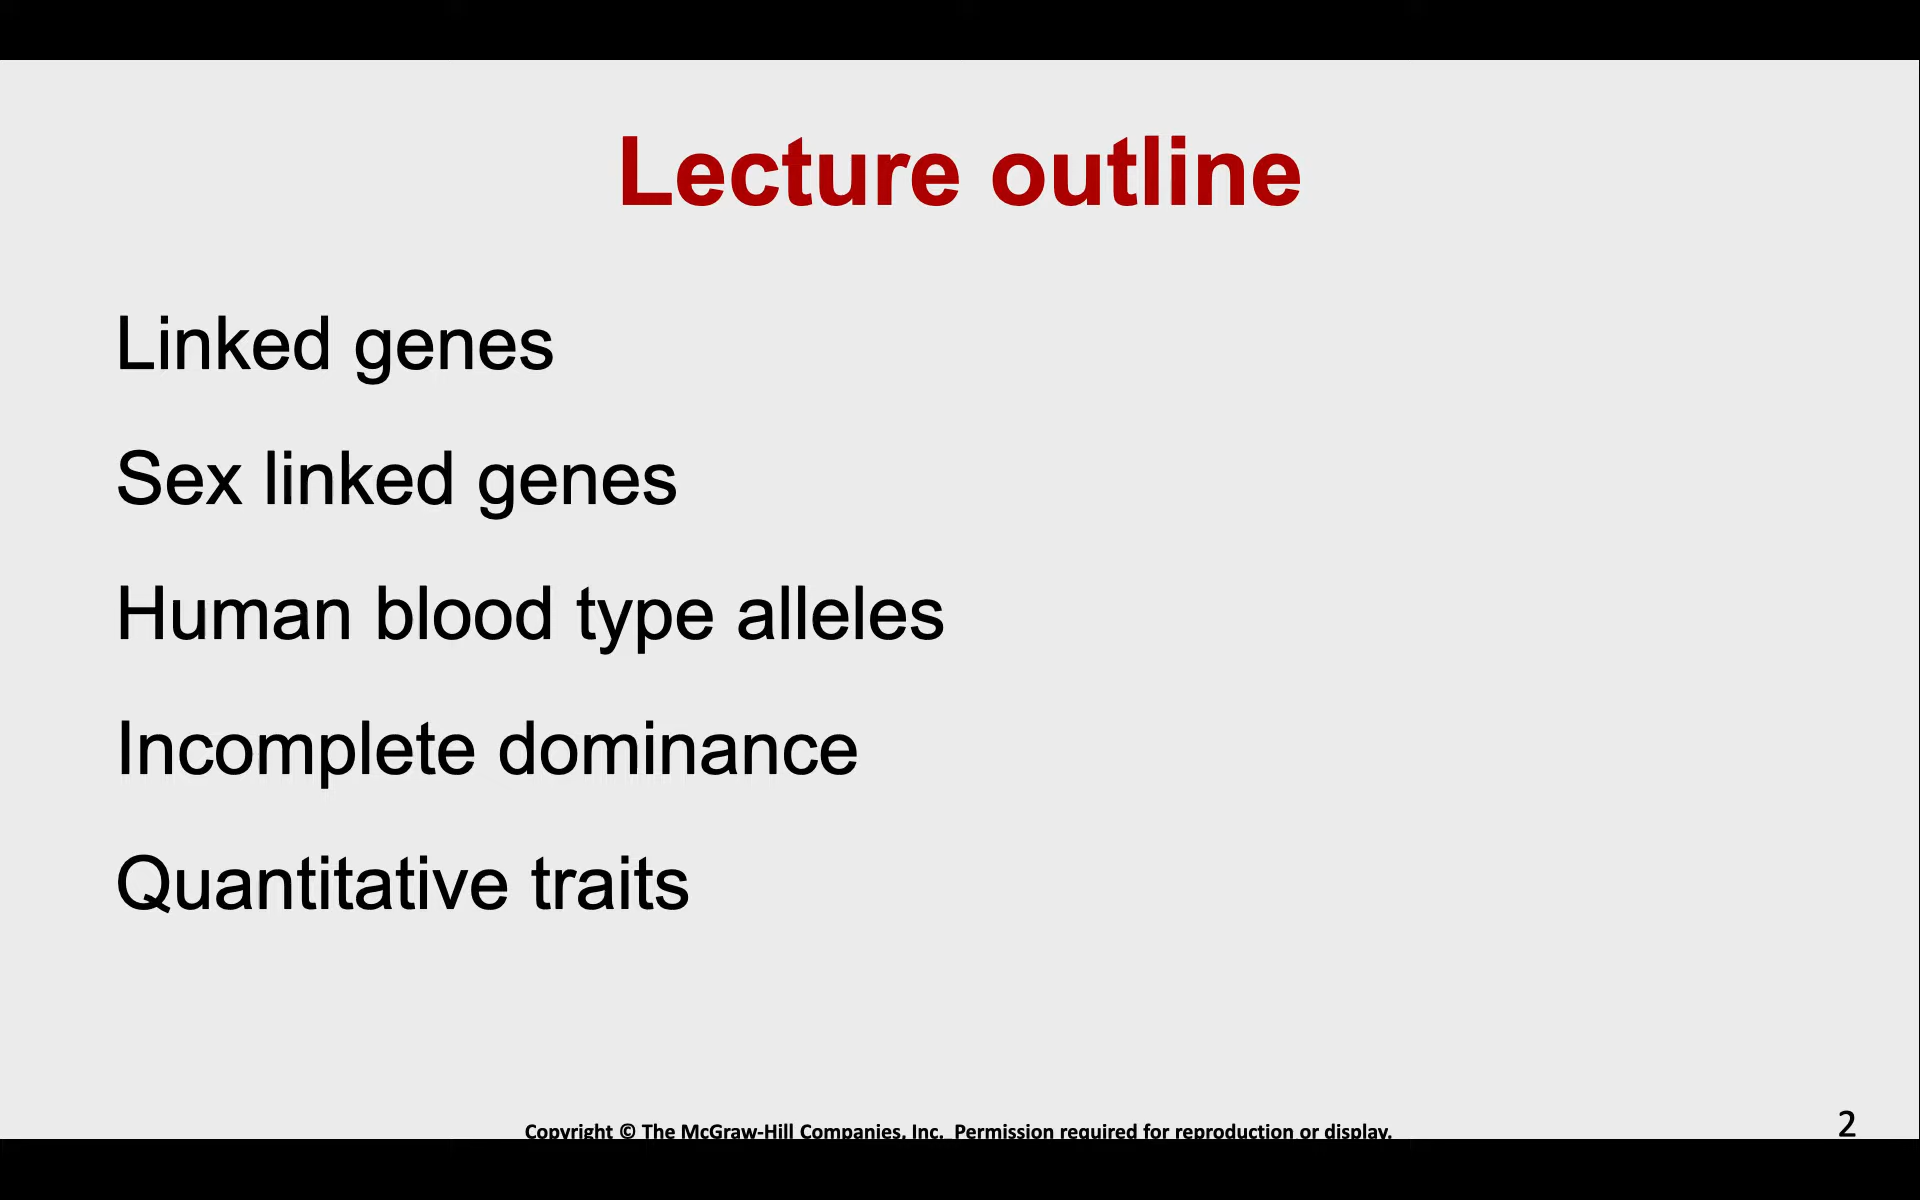 Lecture outline
Linked genes
Sex linked genes
Human blood type alleles
Incomplete dominance
Quantitative traits
Copyright © The McGraw-Hill Companies, Inc. Permission required for reproduction or display.
2